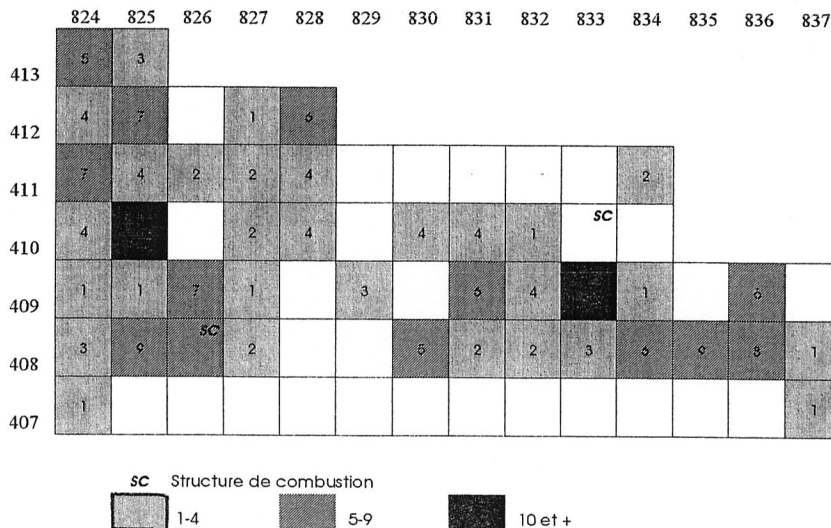 824 825 826 827 828 829 830 831 832 833 834 835 836 837
413 5 3
412 4 7 1 6
411 7 4 2 2 4 2
410 4 2 4 4 4 1 SC
409 1 1 7 1 3 6 4 1 6
408 3 9 SC 2 5 2 2 3 6 9 8 1
407 1 1
SC Structure de combustion
1-4 5-9 10 et +